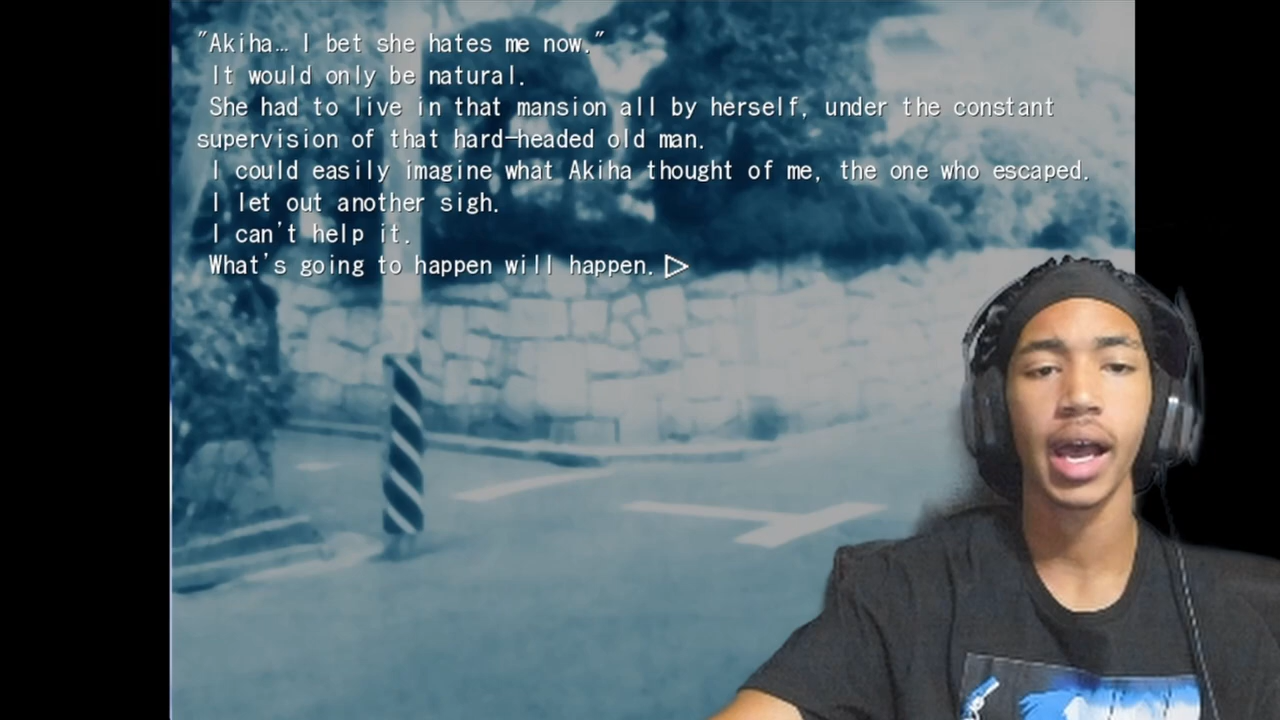 "Akiha… I bet she hates me now."
It would only be natural.
She had to live in that mansion all by herself, under the constant
supervision of that hard-headed old man.
I could easily imagine what Akiha thought of me, the one who escaped.
I let out another sigh.
I can't help it.
What's going to happen will happen.